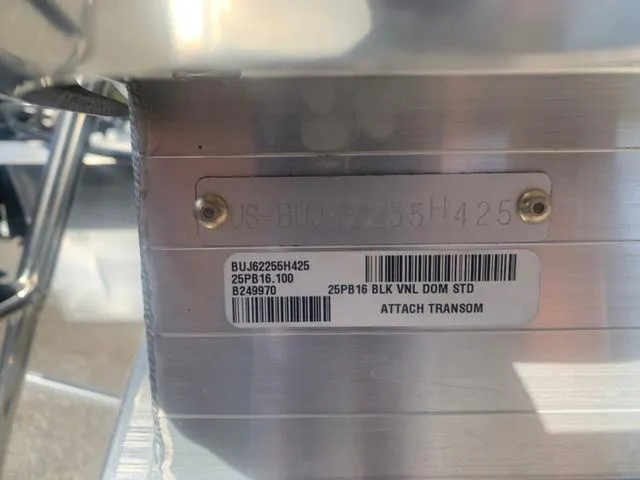 US-BUJ62255H425
BUJ62255H425
25PB16.100
B249970
25PB16 BLK VNL DOM STD
ATTACH TRANSOM